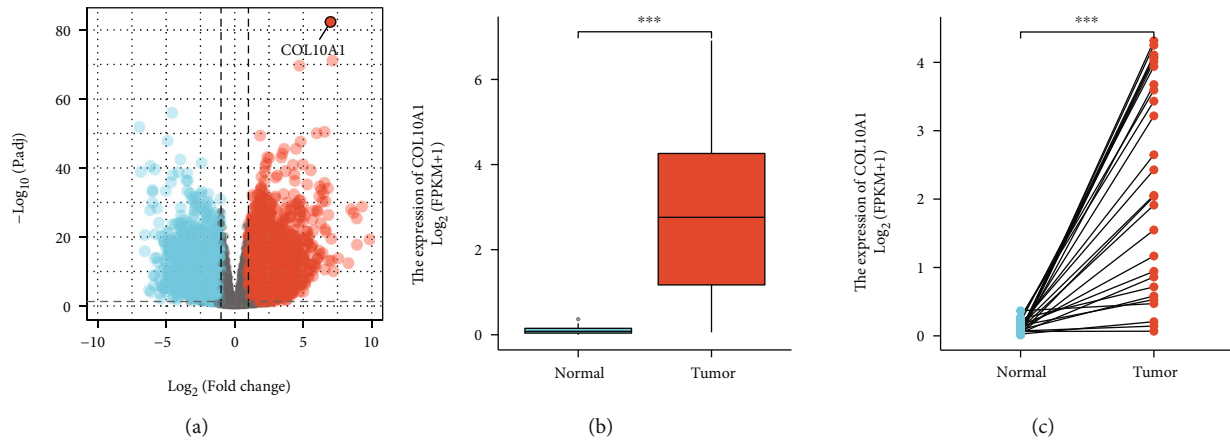 80
60
40
20
0
−Log10 (P.adj)
COL10A1
−10
−5
0
5
10
Log2 (Fold change)
(a)
***
6
4
2
0
The expression of COL10A1
Log2 (FPKM+1)
Normal
Tumor
(b)
***
4
3
2
1
0
The expression of COL10A1
Log2 (FPKM+1)
Normal
Tumor
(c)